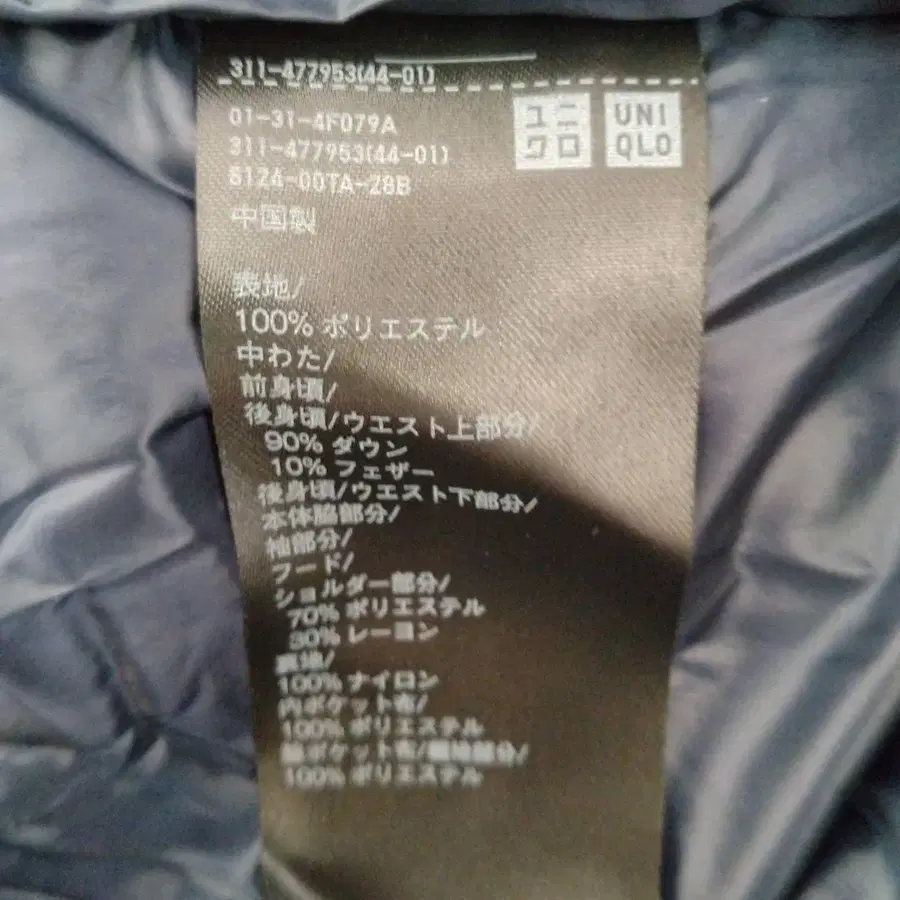 311-477953(44-01)
ユニ
クロ
UNI
QLO
01-31-4F079A
311-477953(44-01)
6124-00TA-28B
中国製
表地/
100% ポリエステル
中わた/
前身頃/
後身頃/ウエスト上部分/
90% ダウン
10% フェザー
後身頃/ウエスト下部分/
本体脇部分/
袖部分/
フード/
ショルダー部分/
70% ポリエステル
30% レーヨン
裏地/
100% ナイロン
内ポケット布/
100% ポリエステル
脇ポケット布/
100% ポリエステル